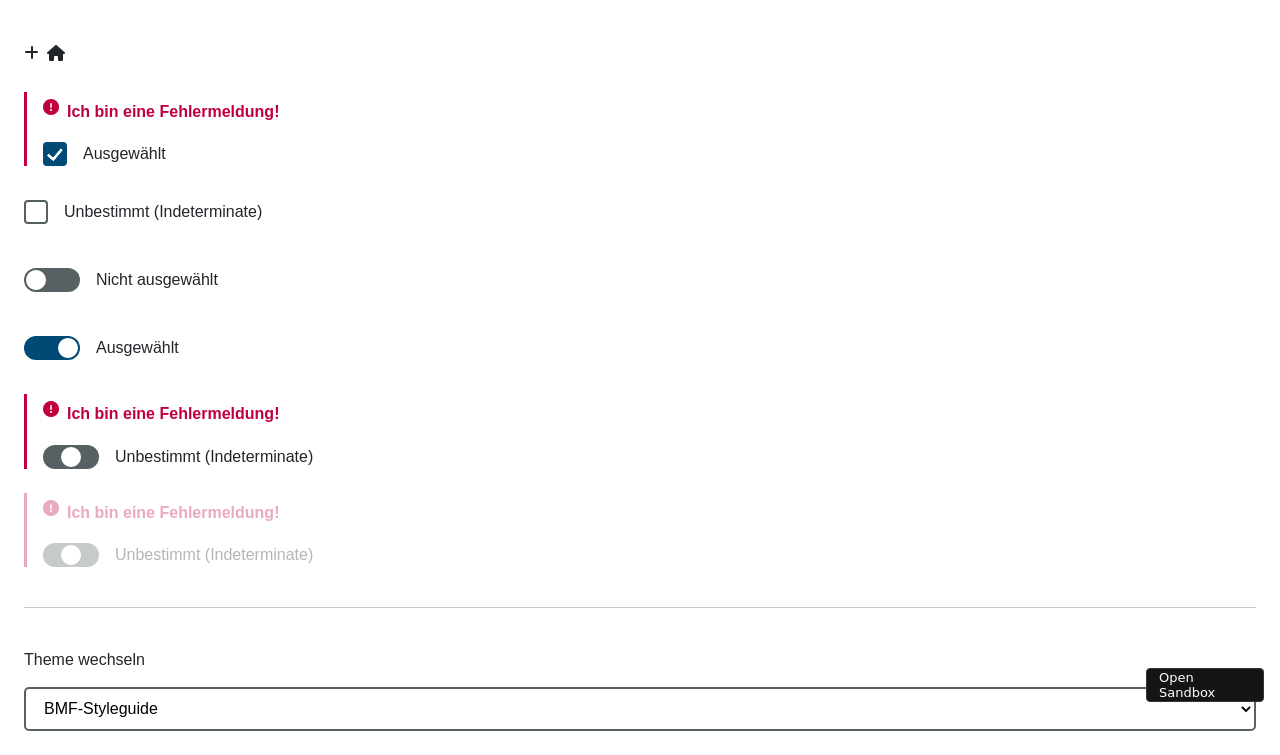 Ich bin eine Fehlermeldung!
Ausgewählt
Unbestimmt (Indeterminate)
Nicht ausgewählt
Ausgewählt
Ich bin eine Fehlermeldung!
Unbestimmt (Indeterminate)
Ich bin eine Fehlermeldung!
Unbestimmt (Indeterminate)
Theme wechseln
Open
Sandbox
BMF-Styleguide